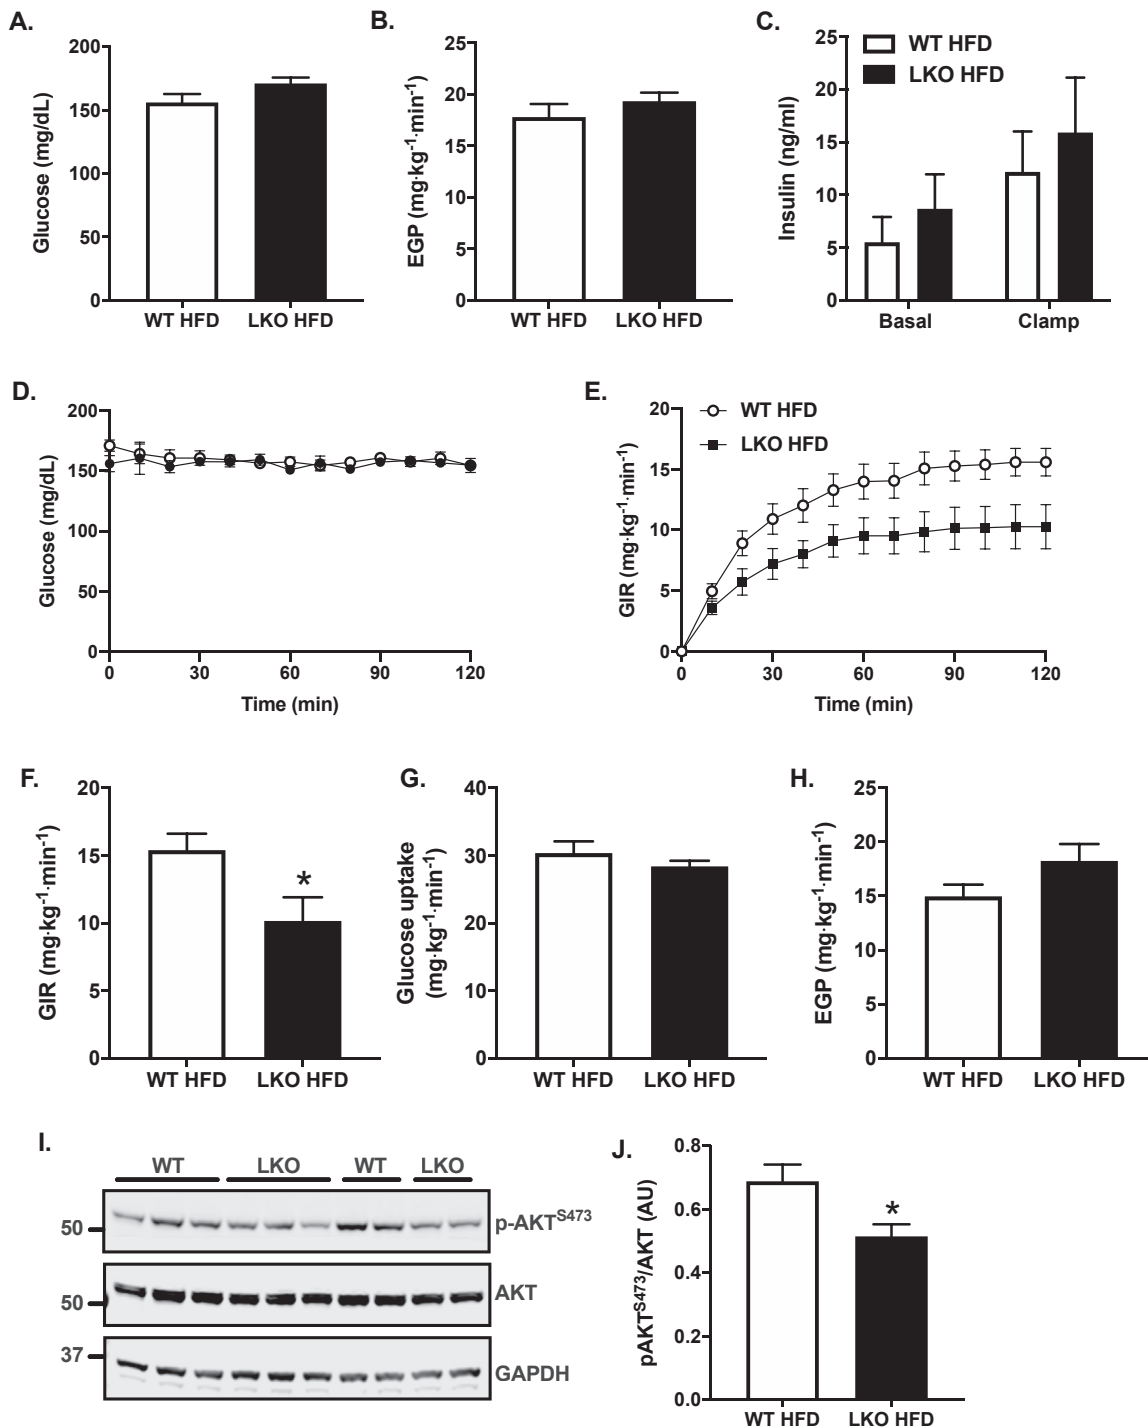 A.
200
150
100
50
0
Glucose (mg/dL)
WT HFD
LKO HFD
B.
25
20
15
10
5
0
EGP (mg·kg⁻¹·min⁻¹)
WT HFD
LKO HFD
C.
25
20
15
10
5
0
Insulin (ng/ml)
WT HFD
LKO HFD
Basal
Clamp
D.
200
150
100
50
0
Glucose (mg/dL)
0
30
60
90
120
Time (min)
E.
20
15
10
5
0
GIR (mg·kg⁻¹·min⁻¹)
WT HFD
LKO HFD
0
30
60
90
120
Time (min)
F.
20
15
10
5
0
GIR (mg·kg⁻¹·min⁻¹)
*
WT HFD
LKO HFD
G.
40
30
20
10
0
Glucose uptake
(mg·kg⁻¹·min⁻¹)
WT HFD
LKO HFD
H.
25
20
15
10
5
0
EGP (mg·kg⁻¹·min⁻¹)
WT HFD
LKO HFD
I.
WT
LKO
WT
LKO
50
p-AKTS473
50
AKT
37
GAPDH
J.
0.8
0.6
0.4
0.2
0.0
pAKTS473/AKT (AU)
*
WT HFD
LKO HFD